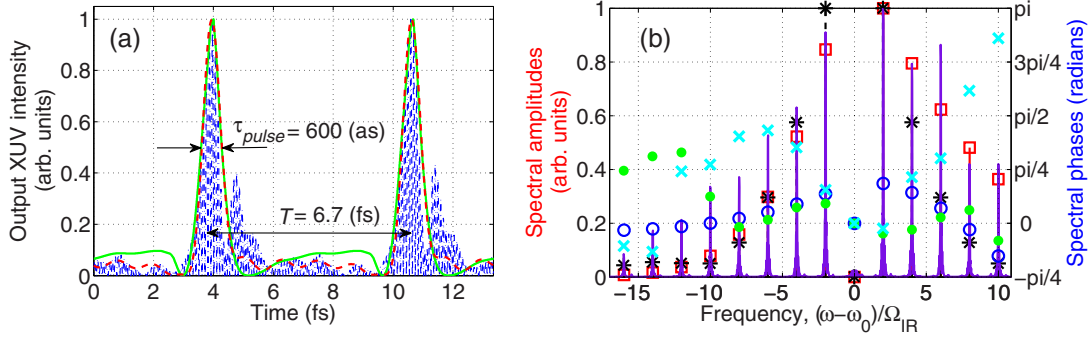 (a)
Output XUV intensity
(arb. units)
1
0.8
0.6
0.4
0.2
0
τpulse = 600 (as)
T = 6.7 (fs)
0 2 4 6 8 10 12
Time (fs)
(b)
Spectral amplitudes
(arb. units)
1
0.8
0.6
0.4
0.2
0
−15 −10 −5 0 5 10
Frequency, (ω−ω0)/ΩIR
pi
3pi/4
pi/2
pi/4
0
−pi/4
Spectral phases (radians)